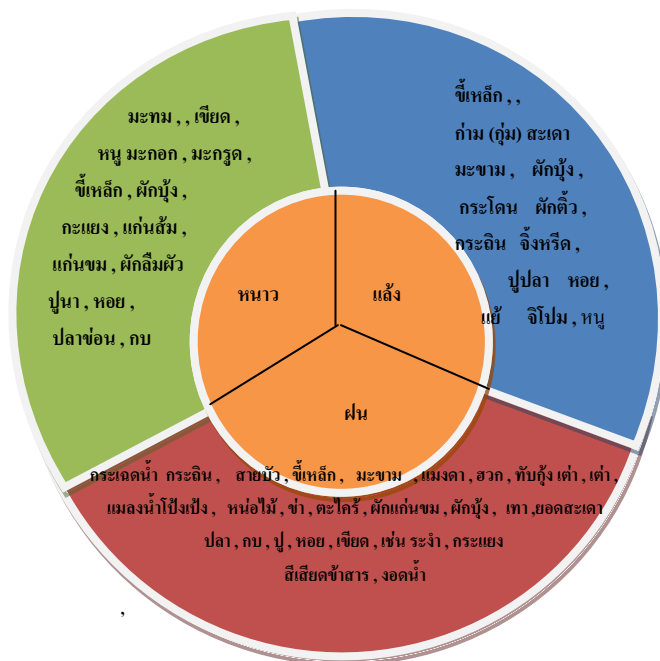 มะทม , , เขียด ,
หนู มะกอก , มะกรูด ,
ขี้เหล็ก , ผักบุ้ง ,
กะแยง , แก่นส้ม ,
แก่นขม , ผักลืมผัว
ปูนา , หอย ,
ปลาข่อน , กบ
ขี้เหล็ก , ,
ก่าม (กุ่ม) สะเดา
มะขาม , ผักบุ้ง ,
กระโดน ผักติ้ว ,
กระถิน จิ้งหรีด ,
ปูปลา หอย ,
แย้ จิโปม , หนู
หนาว
แล้ง
ฝน
กระเฉดน้ำ กระถิน , สายบัว , ขี้เหล็ก , มะขาม , แมงดา , ฮวก , ทับกุ้ง เต่า , เต่า ,
แมลงน้ำโป้งเป้ง , หน่อไม้ , ข่า , ตะไคร้ , ผักแก่นขม , ผักบุ้ง , เทา ,ยอดสะเดา
ปลา , กบ , ปู , หอย , เขียด , เช่น ระงำ , กระแยง
สีเสียดข้าสาร , งอดน้ำ
,